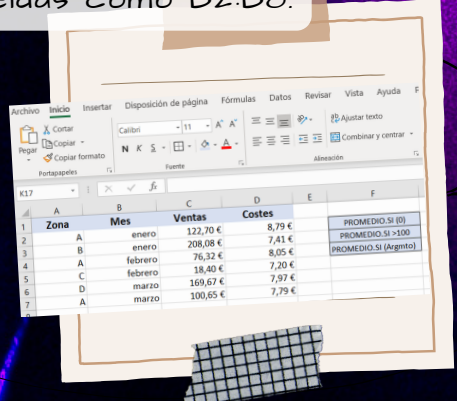 como B2:B8.
Archivo Inicio Insertar Disposición de página Fórmulas Datos Revisar Vista Ayuda
Pegar
Cortar
Copiar
Copiar formato
Portapapeles
Calibri 11 A A
N K S A
Fuente
Ajustar texto
Combinar y centrar
Alineación
K17 fx
A B C D E F
1 Zona Mes Ventas Costes PROMEDIO.SI (0)
2 A enero 122,70 € 8,79 € PROMEDIO.SI >100
3 B enero 208,08 € 7,41 € PROMEDIO.SI (Argmto)
4 A febrero 76,32 € 8,05 €
5 C febrero 18,40 € 7,20 €
6 D marzo 169,67 € 7,97 €
7 A marzo 100,65 € 7,79 €